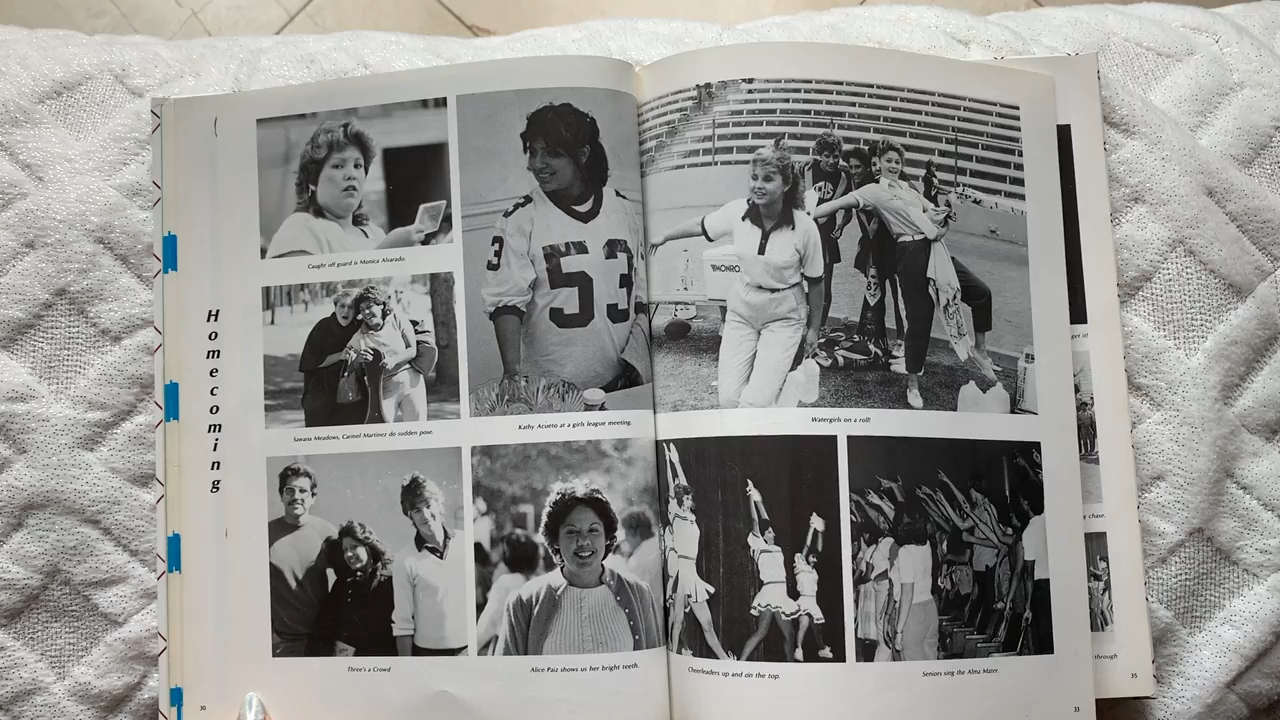 Homecoming
Caught off guard is Monica Alvarado.
Sawana Meadows, Carmel Martinez do sudden pose.
Three's a Crowd
3
53
Kathy Acueto at a girls league meeting.
Alice Paiz shows us her bright teeth.
MONRO
87
Watergirls on a roll!
Cheerleaders up and on the top.
Seniors sing the Alma Mater.
30
33
get it!
chase.
through
35